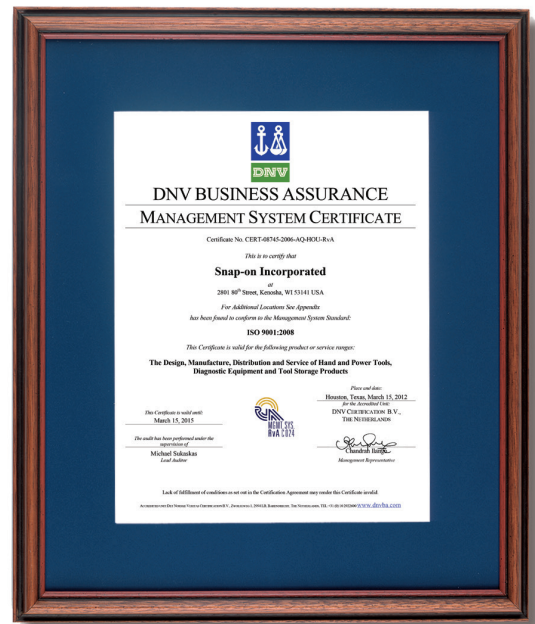 DNV
DNV BUSINESS ASSURANCE
MANAGEMENT SYSTEM CERTIFICATE
Certificate No. CERT-08745-2006-AQ-HOU-RvA
This is to certify that
Snap-on Incorporated
at
2801 80th Street, Kenosha, WI 53141 USA
For Additional Locations See Appendix
has been found to conform to the Management System Standard:
ISO 9001:2008
This Certificate is valid for the following product or service ranges:
The Design, Manufacture, Distribution and Service of Hand and Power Tools,
Diagnostic Equipment and Tool Storage Products
Place and date:
Houston, Texas, March 15, 2012
for the Accredited Unit:
DNV CERTIFICATION B.V.,
THE NETHERLANDS
This Certificate is valid until:
March 15, 2015
MGMT. SYS.
RvA C024
The audit has been performed under the
supervision of
Michael Sukaskas
Lead Auditor
Chandran
Management Representative
Lack of fulfillment of conditions as set out in the Certification Agreement may render this Certificate invalid
THE NETHERLANDS, TEL. www.dnvba.com